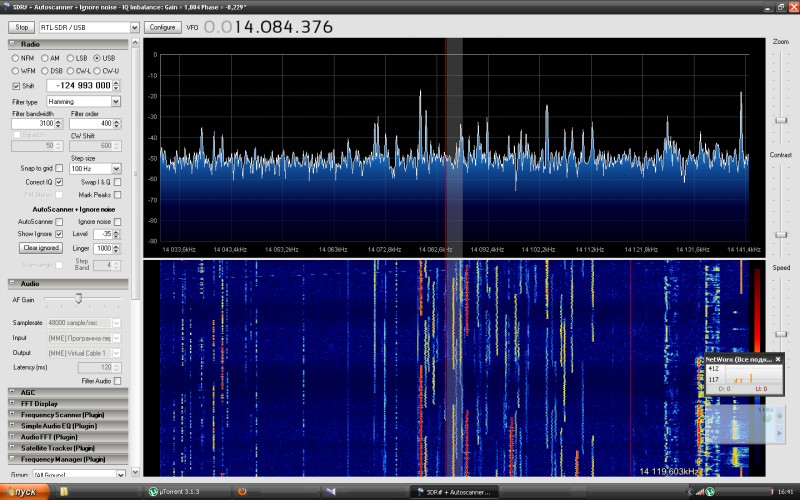 SDR# + Autoscanner + Ignore noise - IQ Imbalance: Gain = 1,004 Phase = -0,229°
Stop RTL-SDR / USB Configure VFO 0.014.084.376
Radio
NFM AM LSB USB
WFM DSB CW-L CW-U
Shift -124 993 000
Filter type Hamming
Filter bandwidth Filter order
3100 400
Squelch CW Shift
50 600
Step size
Snap to grid 100 Hz
Correct IQ Swap I & Q
FM Stereo Mark Peaks
AutoScanner + Ignore noise
AutoScanner Ignore noise
Show Ignore Level -35
Clear ignored Linger 1000
Step
Band 4
Audio
AF Gain
Samplerate 48000 sample/sec
Input [MME] Програнка пер
Output [MME] Virtual Cable 1
Latency (ms) 120
Filter Audio
AGC
FFT Display
Frequency Scanner (Plugin)
Simple Audio EQ (Plugin)
Audio FFT (Plugin)
Satellite Tracker (Plugin)
Frequency Manager (Plugin)
Group: [All Groups]
0
-10
-20
-30
-40
-50
-60
-70
-80
-90
14 033,6kHz 14 043,4kHz 14 053,2kHz 14 063kHz 14 072,8kHz 14 082,6kHz 14 092,4kHz 14 102,2kHz 14 112kHz 14 121,8kHz 14 131,6kHz 14 141,4kHz
Zoom
Contrast
Speed
NetWorx (Все подк...
412
117
D: 0 U: 0
14 119,603kHz
пуск µTorrent 3.1.3 SDR# + Autoscanner... 16:41